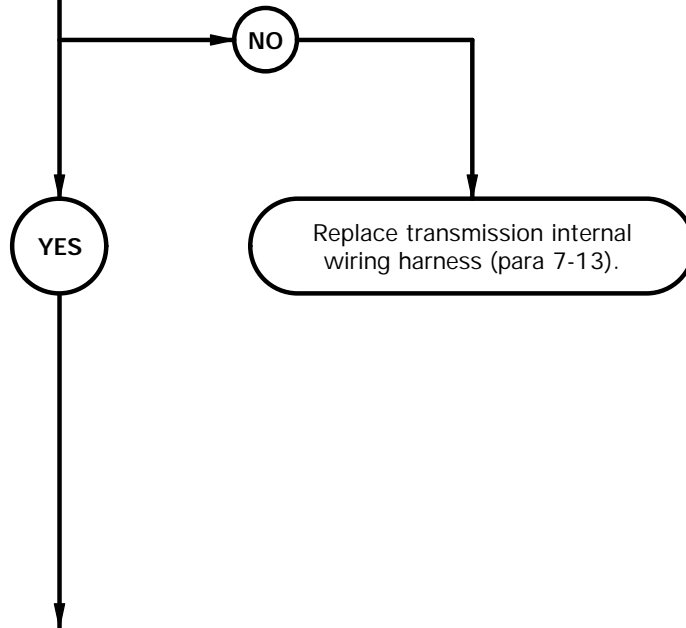 NO
YES
Replace transmission internal
wiring harness (para 7-13).